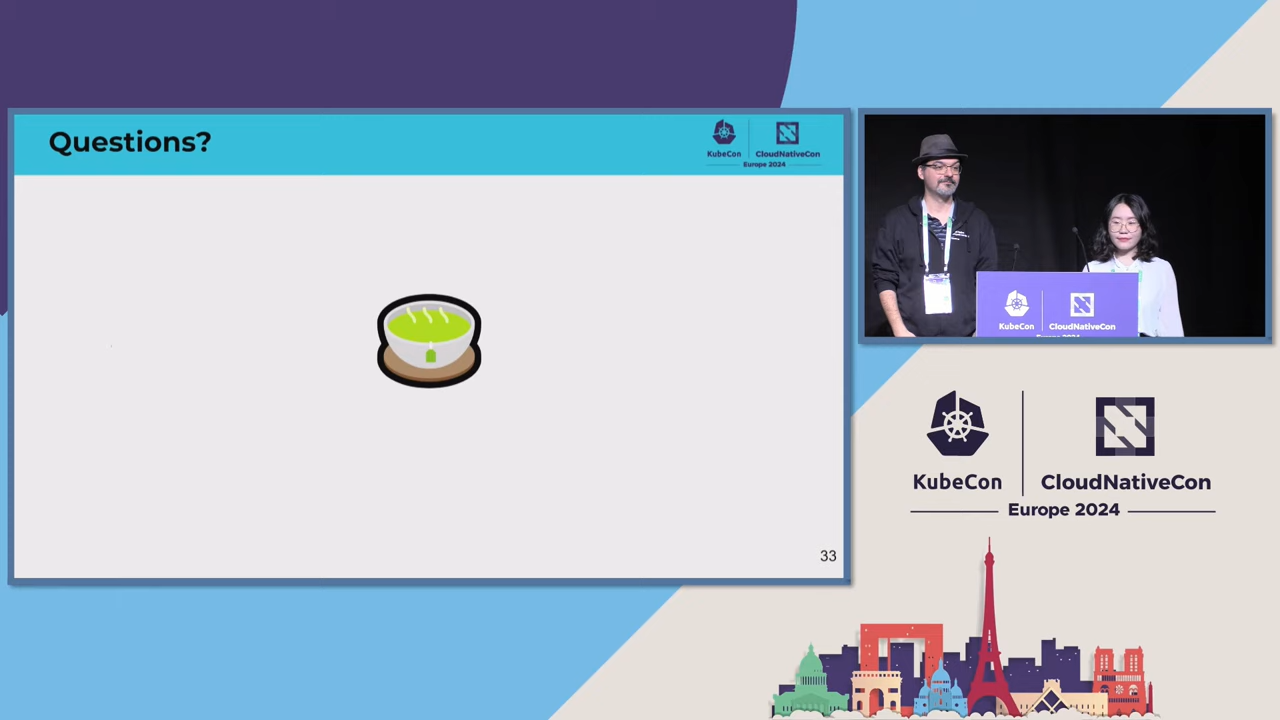 Questions?
KubeCon
CloudNativeCon
Europe 2024
33
KubeCon
CloudNativeCon
KubeCon
CloudNativeCon
Europe 2024